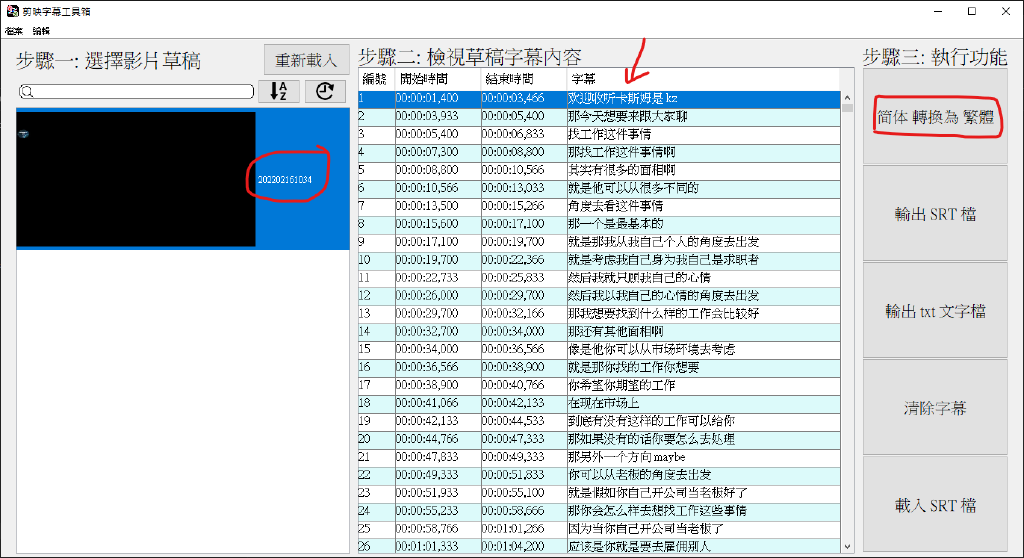 剪映字幕工具箱
檔案 編輯
步驟一: 選擇影片草稿
重新載入
202202161034
步驟二: 檢視草稿字幕內容
編號 開始時間 結束時間 字幕
1 00:00:01,400 00:00:03,466 欢迎收听卡斯姆是 kz
2 00:00:03,933 00:00:05,400 那今天想要来跟大家聊
3 00:00:05,400 00:00:06,833 找工作这件事情
4 00:00:07,300 00:00:08,800 那找工作这件事情啊
5 00:00:08,800 00:00:10,566 其实有很多的面相啊
6 00:00:10,566 00:00:13,033 就是他可以从很多不同的
7 00:00:13,500 00:00:15,266 角度去看这件事情
8 00:00:15,600 00:00:17,100 那一个是最基本的
9 00:00:17,100 00:00:19,700 就是那我从我自己个人的角度去出发
10 00:00:19,700 00:00:22,366 就是考虑我自己身为我自己是求职者
11 00:00:22,733 00:00:25,833 然后我就只顾我自己的心情
12 00:00:26,000 00:00:29,700 然后我以我自己的心情的角度去出发
13 00:00:29,700 00:00:32,166 那我想要找到什么样的工作会比较好
14 00:00:32,700 00:00:34,000 那还有其他面相啊
15 00:00:34,000 00:00:36,566 像是他你可以从市场环境去考虑
16 00:00:36,566 00:00:38,900 就是那你找的工作你想要
17 00:00:38,900 00:00:40,766 你希望你期望的工作
18 00:00:41,066 00:00:42,133 在现在市场上
19 00:00:42,133 00:00:44,533 到底有没有这样的工作可以给你
20 00:00:44,766 00:00:47,333 那如果没有的话你要怎么去处理
21 00:00:47,833 00:00:49,333 那另外一个方向 maybe
22 00:00:49,333 00:00:51,833 你可以从老板的角度去出发
23 00:00:51,933 00:00:55,100 就是假如你自己开公司当老板好了
24 00:00:55,233 00:00:58,666 那你会怎么样去想找工作这些事情
25 00:00:58,766 00:01:01,266 因为当你自己开公司当老板了
26 00:01:01,333 00:01:04,200 应该是你就是要去雇佣别人
步驟三: 執行功能
简体 轉換為 繁體
輸出 SRT 檔
輸出 txt 文字檔
清除字幕
載入 SRT 檔